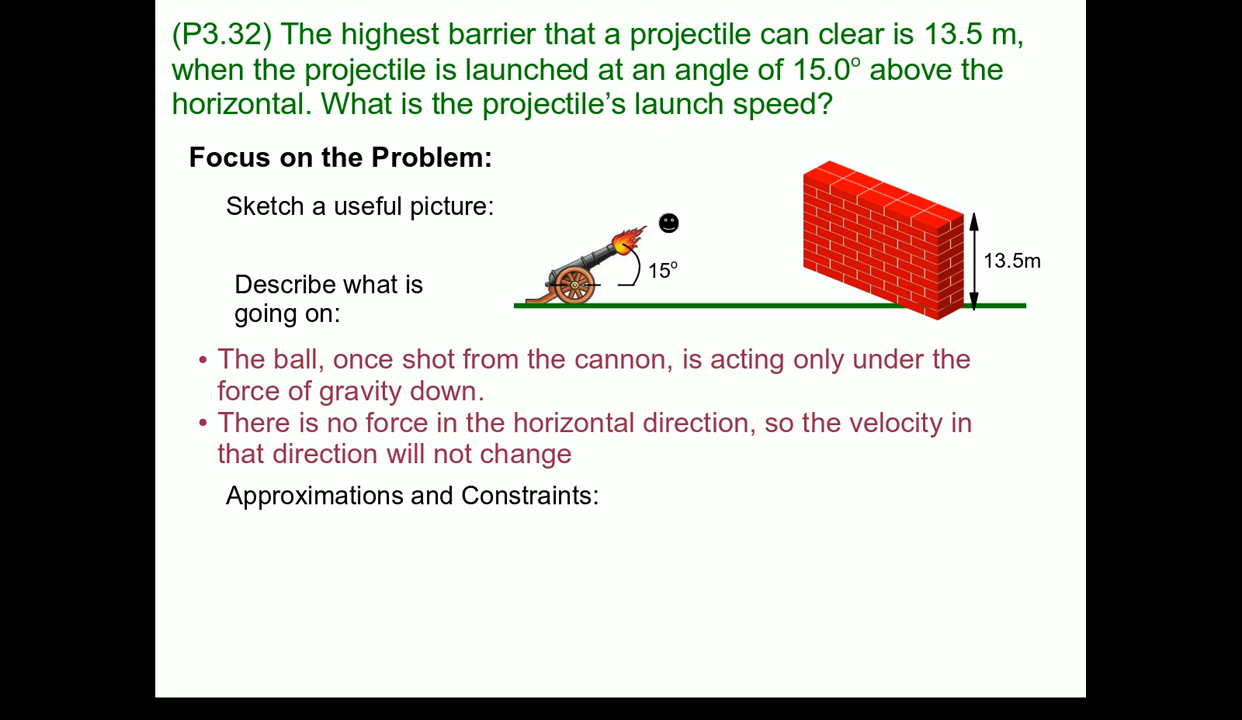 (P3.32) The highest barrier that a projectile can clear is 13.5 m,
when the projectile is launched at an angle of 15.0º above the
horizontal. What is the projectile’s launch speed?
Focus on the Problem:
Sketch a useful picture:
15º
13.5m
Describe what is
going on:
• The ball, once shot from the cannon, is acting only under the
force of gravity down.
• There is no force in the horizontal direction, so the velocity in
that direction will not change
Approximations and Constraints: